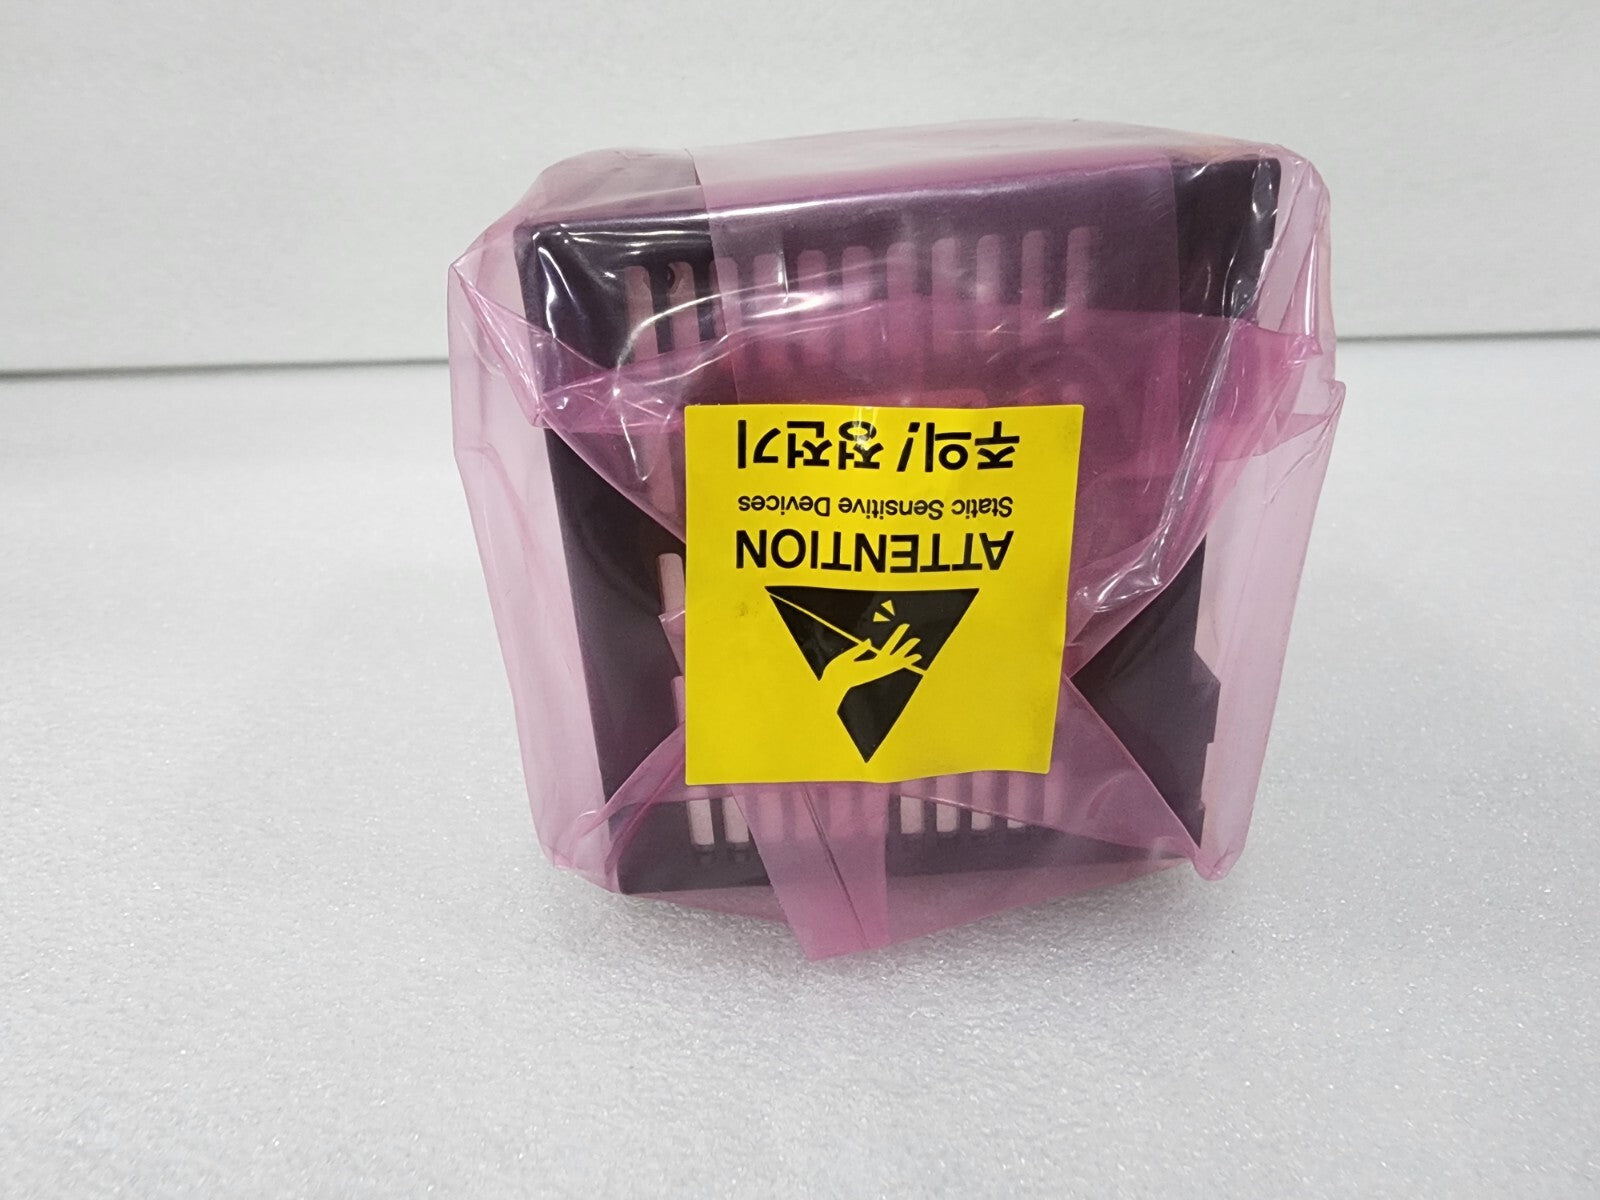 ATTENTION
Static Sensitive Devices
주의! 정전기